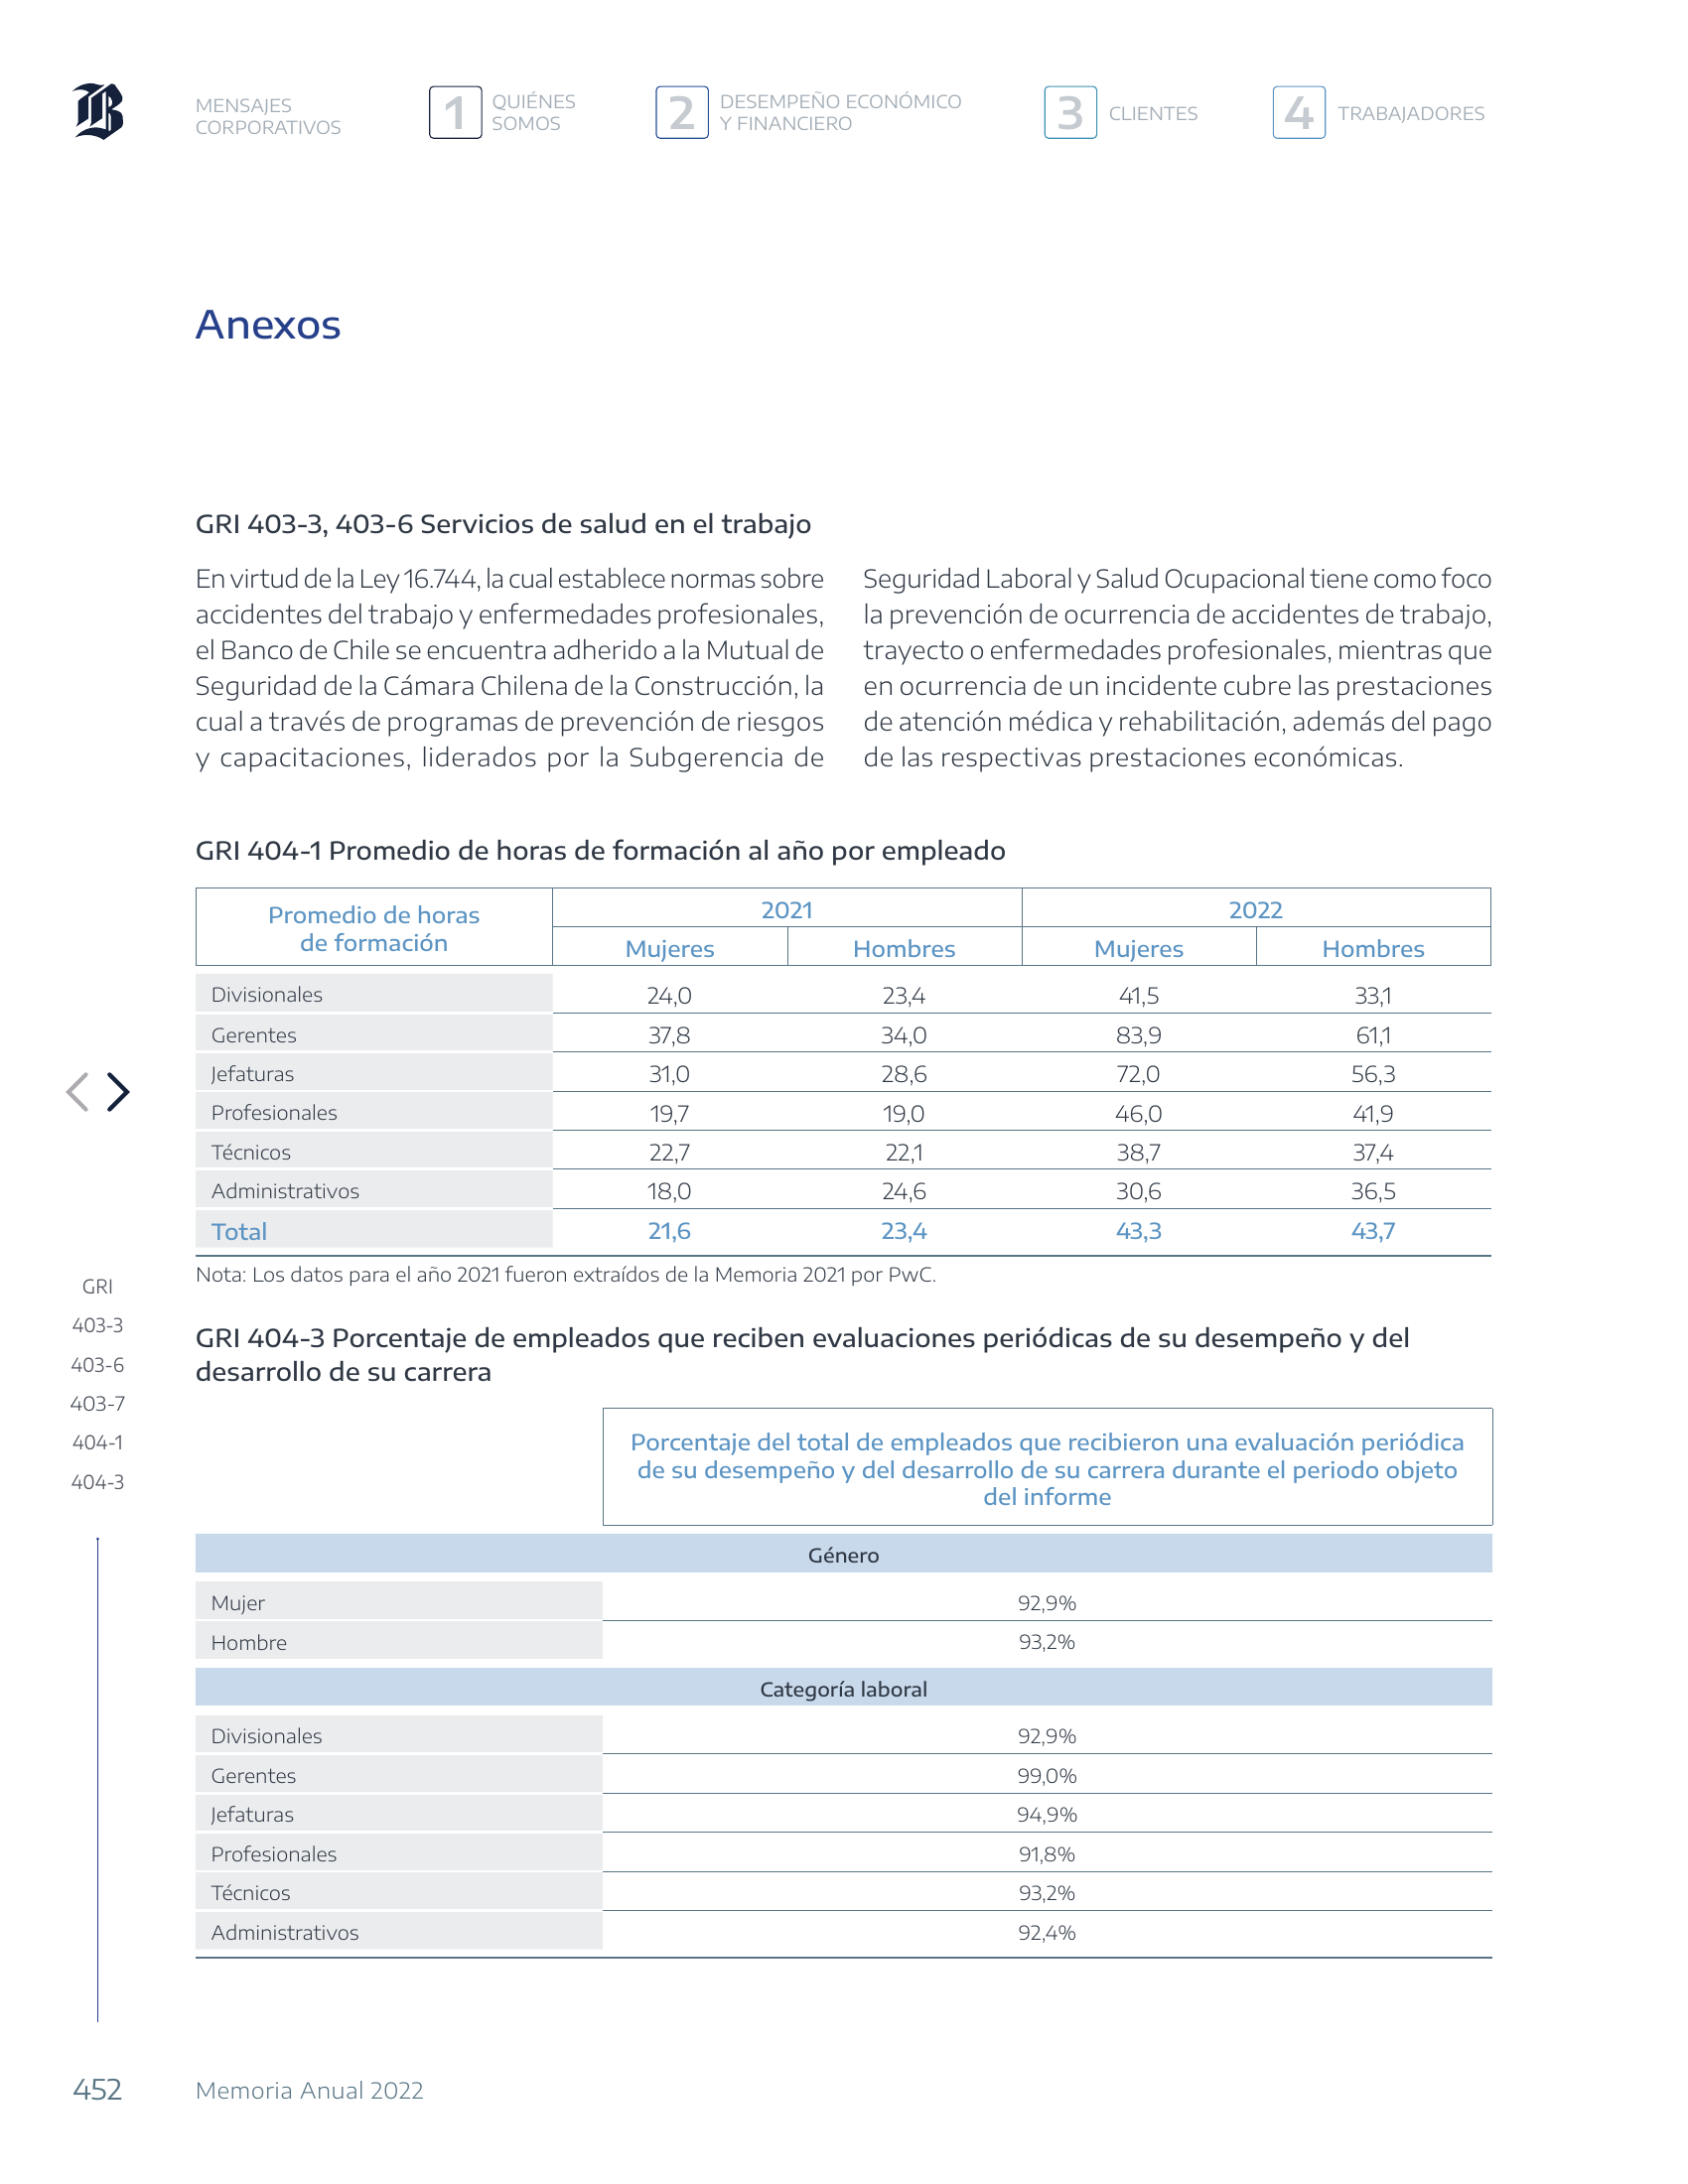 B
MENSAJES
CORPORATIVOS
1
QUIÉNES
SOMOS
2
DESEMPEÑO ECONÓMICO
Y FINANCIERO
3
CLIENTES
4
TRABAJADORES
Anexos
GRI 403-3, 403-6 Servicios de salud en el trabajo
En virtud de la Ley 16.744, la cual establece normas sobre
accidentes del trabajo y enfermedades profesionales,
el Banco de Chile se encuentra adherido a la Mutual de
Seguridad de la Cámara Chilena de la Construcción, la
cual a través de programas de prevención de riesgos
y capacitaciones, liderados por la Subgerencia de
Seguridad Laboral y Salud Ocupacional tiene como foco
la prevención de ocurrencia de accidentes de trabajo,
trayecto o enfermedades profesionales, mientras que
en ocurrencia de un incidente cubre las prestaciones
de atención médica y rehabilitación, además del pago
de las respectivas prestaciones económicas.
GRI 404-1 Promedio de horas de formación al año por empleado
Promedio de horas
de formación
2021 2022
Mujeres Hombres Mujeres Hombres
Divisionales 24,0 23,4 41,5 33,1
Gerentes 37,8 34,0 83,9 61,1
Jefaturas 31,0 28,6 72,0 56,3
Profesionales 19,7 19,0 46,0 41,9
Técnicos 22,7 22,1 38,7 37,4
Administrativos 18,0 24,6 30,6 36,5
Total 21,6 23,4 43,3 43,7
Nota: Los datos para el año 2021 fueron extraídos de la Memoria 2021 por PwC.
GRI 404-3 Porcentaje de empleados que reciben evaluaciones periódicas de su desempeño y del
desarrollo de su carrera
Porcentaje del total de empleados que recibieron una evaluación periódica
de su desempeño y del desarrollo de su carrera durante el periodo objeto
del informe
Género
Mujer 92,9%
Hombre 93,2%
Categoría laboral
Divisionales 92,9%
Gerentes 99,0%
Jefaturas 94,9%
Profesionales 91,8%
Técnicos 93,2%
Administrativos 92,4%
GRI
403-3
403-6
403-7
404-1
404-3
452
Memoria Anual 2022